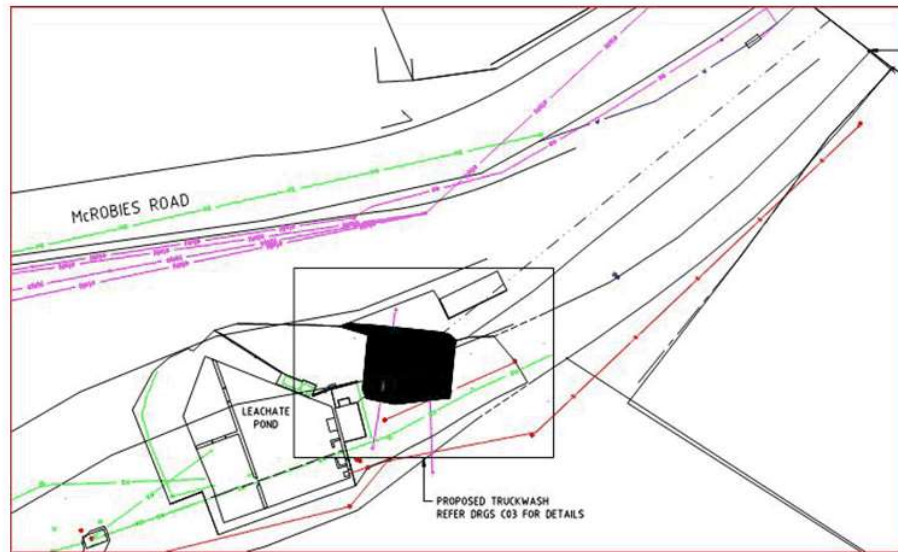 McROBIES ROAD
LEACHATE
POND
PROPOSED TRUCKWASH
REFER DRGS C03 FOR DETAILS